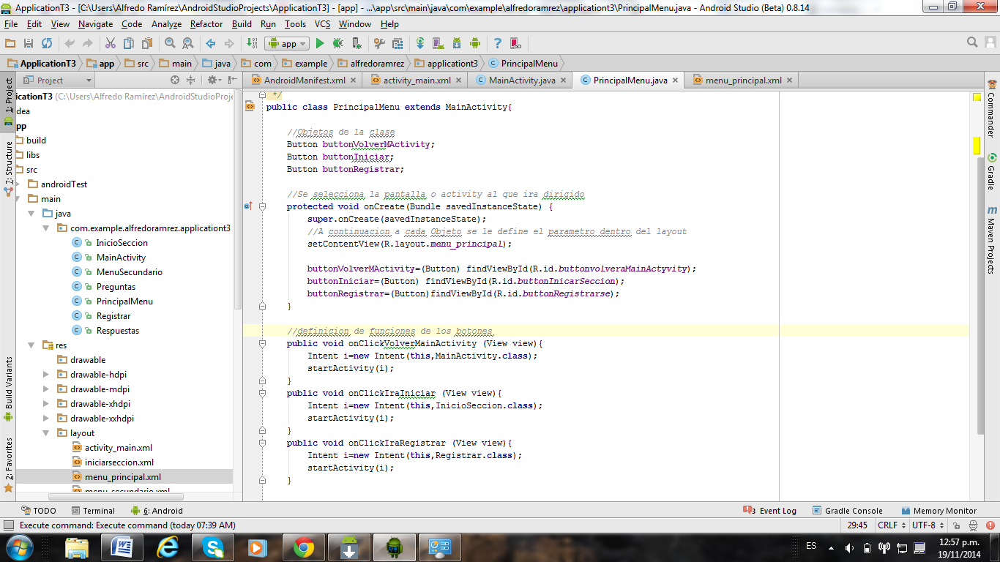 ApplicationT3 - [C:\Users\Alfredo Ramírez\AndroidStudioProjects\ApplicationT3] - [app] - ...\app\src\main\java\com\example\alfredoramrez\applicationt3\PrincipalMenu.java - Android Studio (Beta) 0.8.14
File Edit View Navigate Code Analyze Refactor Build Run Tools VCS Window Help
app
ApplicationT3 app src main java com example alfredoramrez applicationt3 PrincipalMenu
Project
AndroidManifest.xml activity_main.xml MainActivity.java PrincipalMenu.java menu_principal.xml
1: Project
7: Structure
Build Variants
2: Favorites
icationT3 (C:\Users\Alfredo Ramírez\AndroidStudioProje
dea
pp
build
libs
src
androidTest
main
java
com.example.alfredoramrez.applicationt3
InicioSeccion
MainActivity
MenuSecundario
Preguntas
PrincipalMenu
Registrar
Respuestas
res
drawable
drawable-hdpi
drawable-mdpi
drawable-xhdpi
drawable-xxhdpi
layout
activity_main.xml
iniciarseccion.xml
menu_principal.xml
menu_secundario.xml
*/
public class PrincipalMenu extends MainActivity{
//Objetos de la clase
Button buttonVolverMActivity;
Button buttonIniciar;
Button buttonRegistrar;
//Se selecciona la pantalla o activity al que ira dirigido
protected void onCreate(Bundle savedInstanceState) {
super.onCreate(savedInstanceState);
//A continuacion a cada Objeto se le define el parametro dentro del layout
setContentView(R.layout.menu_principal);
buttonVolverMActivity=(Button) findViewById(R.id.buttonvolveraMainActyvity);
buttonIniciar=(Button) findViewById(R.id.buttonInicarSeccion);
buttonRegistrar=(Button)findViewById(R.id.buttonRegistrarse);
}
//definicion de funciones de los botones
public void onClickVolverMainActivity (View view){
Intent i=new Intent(this,MainActivity.class);
startActivity(i);
}
public void onClickIraIniciar (View view){
Intent i=new Intent(this,InicioSeccion.class);
startActivity(i);
}
public void onClickIraRegistrar (View view){
Intent i=new Intent(this,Registrar.class);
startActivity(i);
}
Commander
Gradle
Maven Projects
TODO Terminal 6: Android 3 Event Log Gradle Console Memory Monitor
Execute command: Execute command (today 07:39 AM) 29:45 CRLF UTF-8
ES 12:57 p.m.
19/11/2014